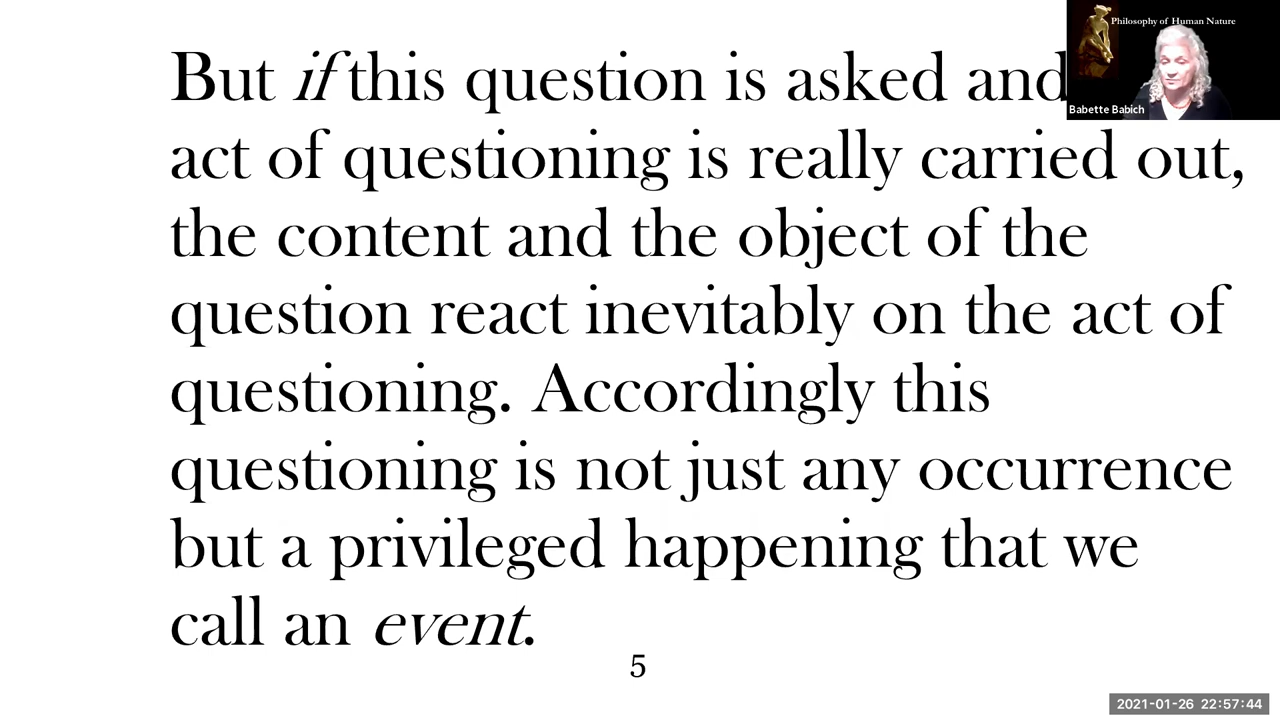 Philosophy of Human Nature
Babette Babich
But if this question is asked and
act of questioning is really carried out,
the content and the object of the
question react inevitably on the act of
questioning. Accordingly this
questioning is not just any occurrence
but a privileged happening that we
call an event.
5
2021-01-26 22:57:44